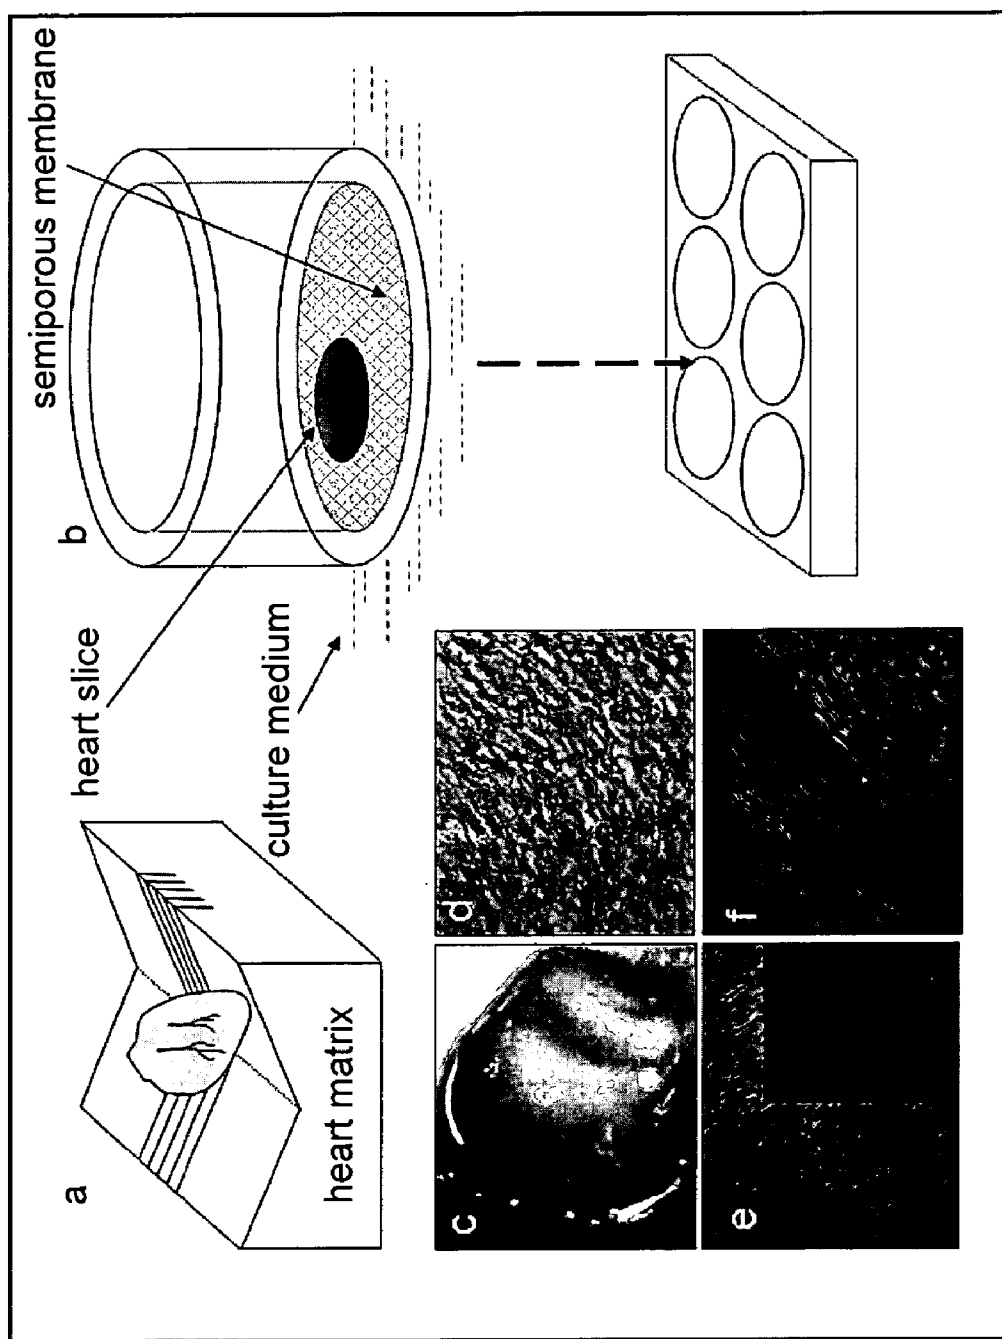 a
heart matrix
heart slice
culture medium
b
semiporous membrane
c
d
e
f